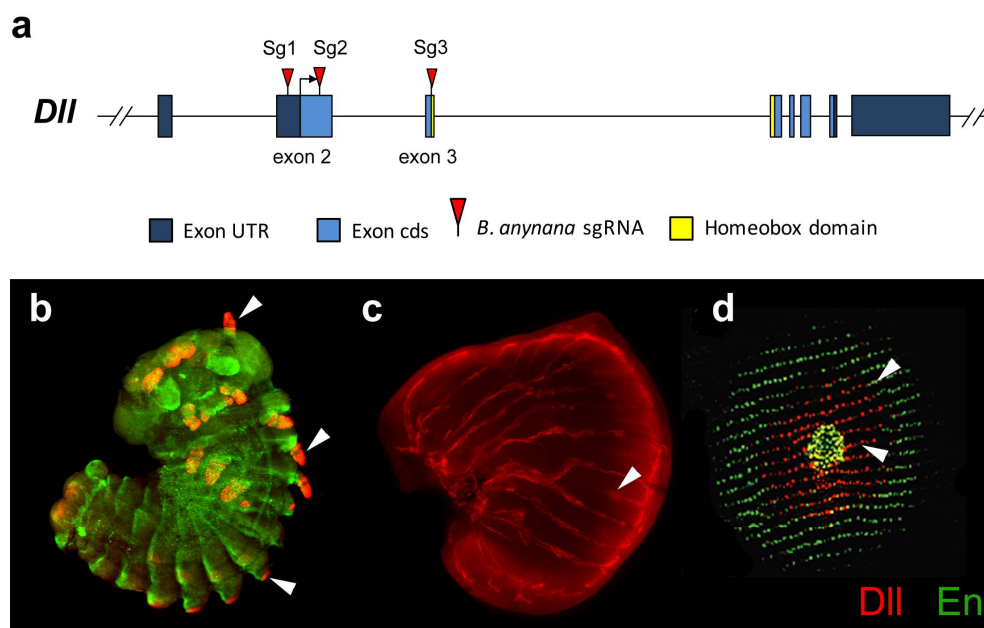 a
Sg1 Sg2 Sg3
Dll
exon 2 exon 3
Exon UTR Exon cds B. anynana sgRNA Homeobox domain
b c d
Dll En